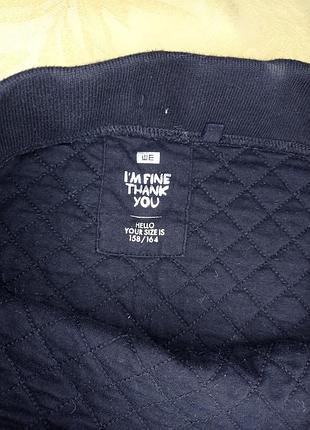 WE
I'M FINE
THANK
YOU
HELLO
YOUR SIZE IS
158/164